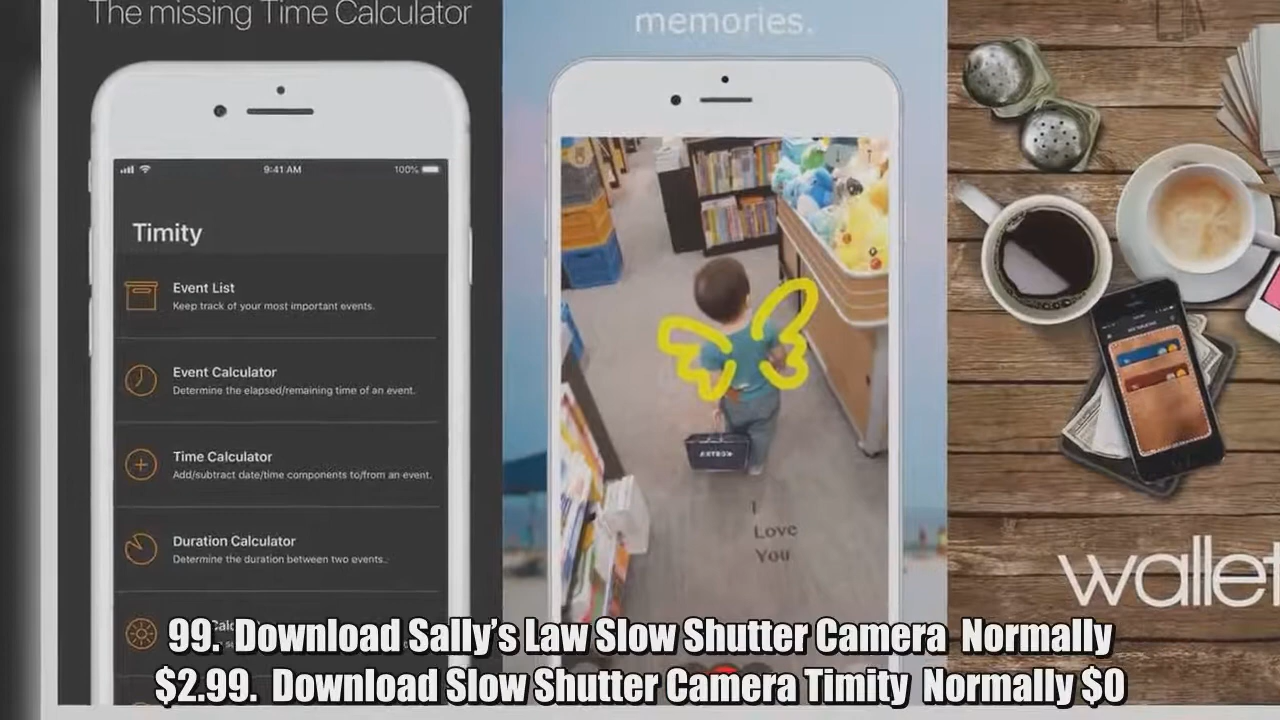 The missing Time Calculator
memories.
9:41 AM
100%
Timity
Event List
Keep track of your most important events.
Event Calculator
Determine the elapsed/remaining time of an event.
Time Calculator
Add/subtract date/time components to/from an event.
Duration Calculator
Determine the duration between two events.
I
Love
You
wallet
99. Download Sally's Law Slow Shutter Camera Normally
$2.99. Download Slow Shutter Camera Timity Normally $0